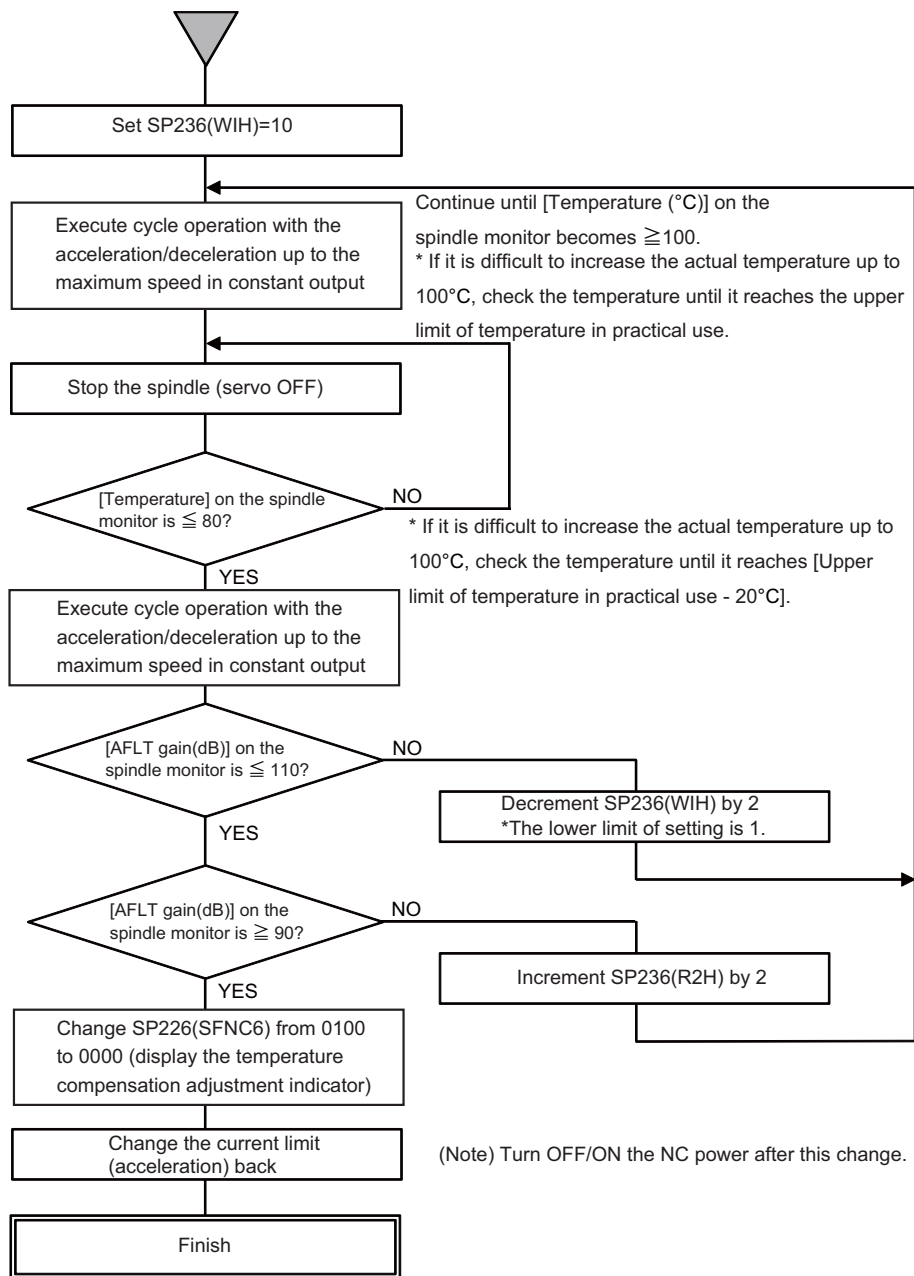 Set SP236(WIH)=10
Execute cycle operation with the
acceleration/deceleration up to the
maximum speed in constant output
Continue until [Temperature (°C)] on the
spindle monitor becomes ≧100.
* If it is difficult to increase the actual temperature up to
100°C, check the temperature until it reaches the upper
limit of temperature in practical use.
Stop the spindle (servo OFF)
[Temperature] on the spindle
monitor is ≦ 80?
NO
* If it is difficult to increase the actual temperature up to
100°C, check the temperature until it reaches [Upper
limit of temperature in practical use - 20°C].
YES
Execute cycle operation with the
acceleration/deceleration up to the
maximum speed in constant output
[AFLT gain(dB)] on the
spindle monitor is ≦ 110?
NO
Decrement SP236(WIH) by 2
*The lower limit of setting is 1.
YES
[AFLT gain(dB)] on the
spindle monitor is ≧ 90?
NO
Increment SP236(R2H) by 2
YES
Change SP226(SFNC6) from 0100
to 0000 (display the temperature
compensation adjustment indicator)
Change the current limit
(acceleration) back
(Note) Turn OFF/ON the NC power after this change.
Finish